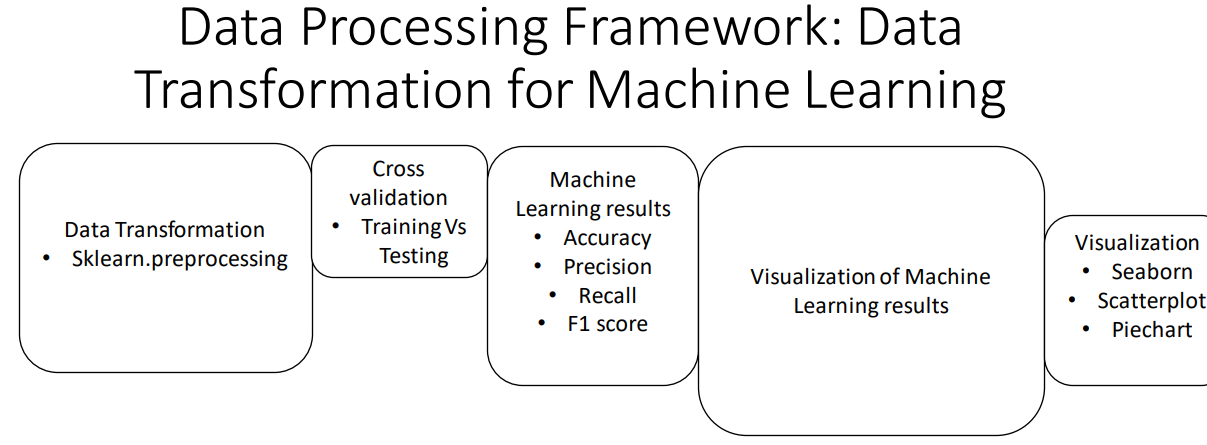 Data Processing Framework: Data
Transformation for Machine Learning
Data Transformation
• Sklearn.preprocessing
Cross
validation
• Training Vs
Testing
Machine
Learning results
• Accuracy
• Precision
• Recall
• F1 score
Visualization of Machine
Learning results
Visualization
• Seaborn
• Scatterplot
• Piechart